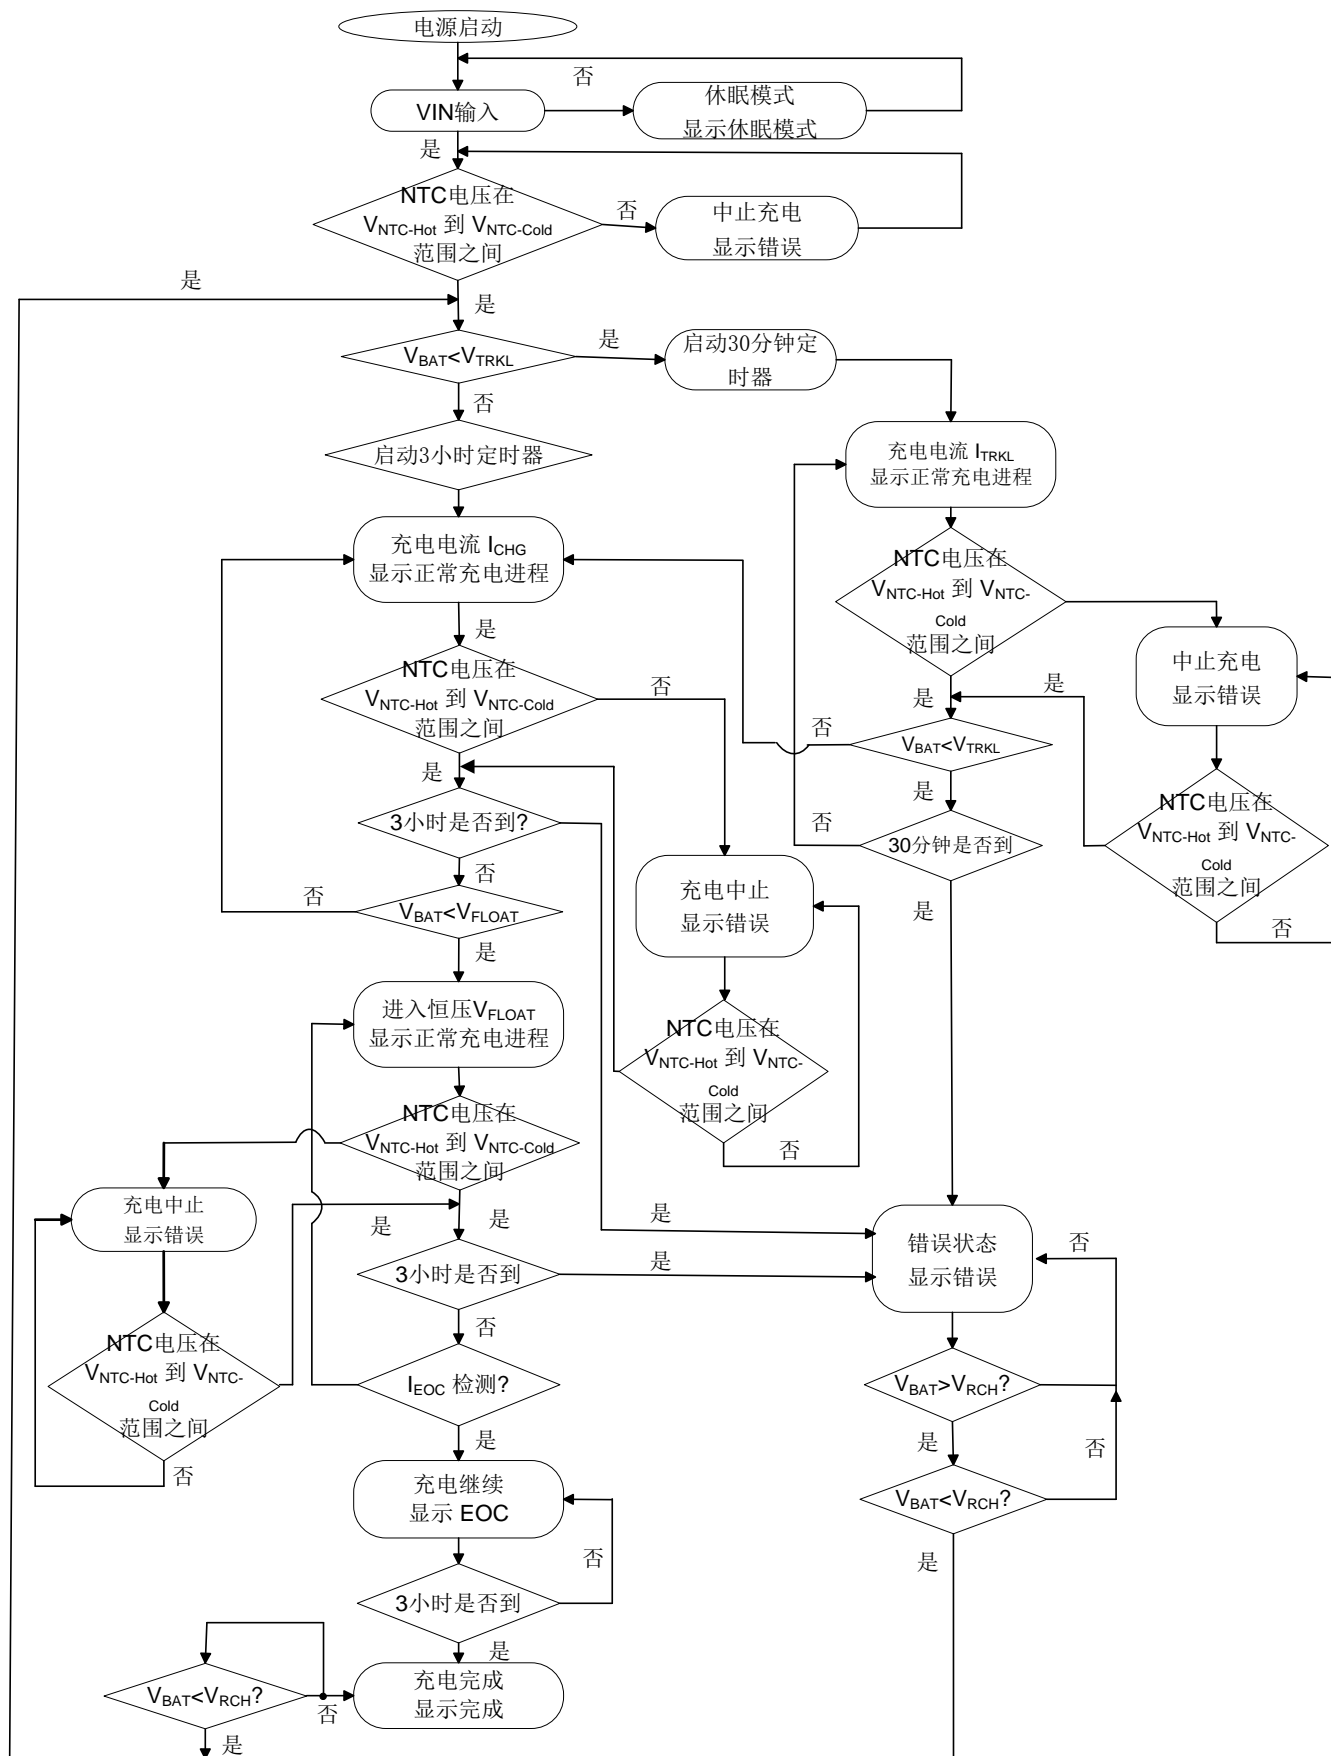 电源启动
否
VIN输入
休眠模式
显示休眠模式
是
NTC电压在
VNTC-Hot 到 VNTC-Cold
范围之间
否
中止充电
显示错误
是
是
VBAT<VTRKL
是
启动30分钟定
时器
否
启动3小时定时器
充电电流 ITRKL
显示正常充电进程
充电电流 ICHG
显示正常充电进程
是
NTC电压在
VNTC-Hot 到 VNTC-
Cold
范围之间
NTC电压在
VNTC-Hot 到 VNTC-Cold
范围之间
否
是
是
中止充电
显示错误
否
VBAT<VTRKL
是
是
3小时是否到?
否
30分钟是否到
NTC电压在
VNTC-Hot 到 VNTC-
Cold
范围之间
否
否
VBAT<VFLOAT
充电中止
显示错误
是
否
是
进入恒压VFLOAT
显示正常充电进程
NTC电压在
VNTC-Hot 到 VNTC-
Cold
范围之间
否
NTC电压在
VNTC-Hot 到 VNTC-Cold
范围之间
充电中止
显示错误
是
是
是
错误状态
显示错误
否
3小时是否到
是
否
NTC电压在
VNTC-Hot 到 VNTC-
Cold
范围之间
否
IEOC 检测?
VBAT>VRCH?
是
是
否
充电继续
显示 EOC
VBAT<VRCH?
否
是
3小时是否到
是
充电完成
显示完成
VBAT<VRCH?
否
是